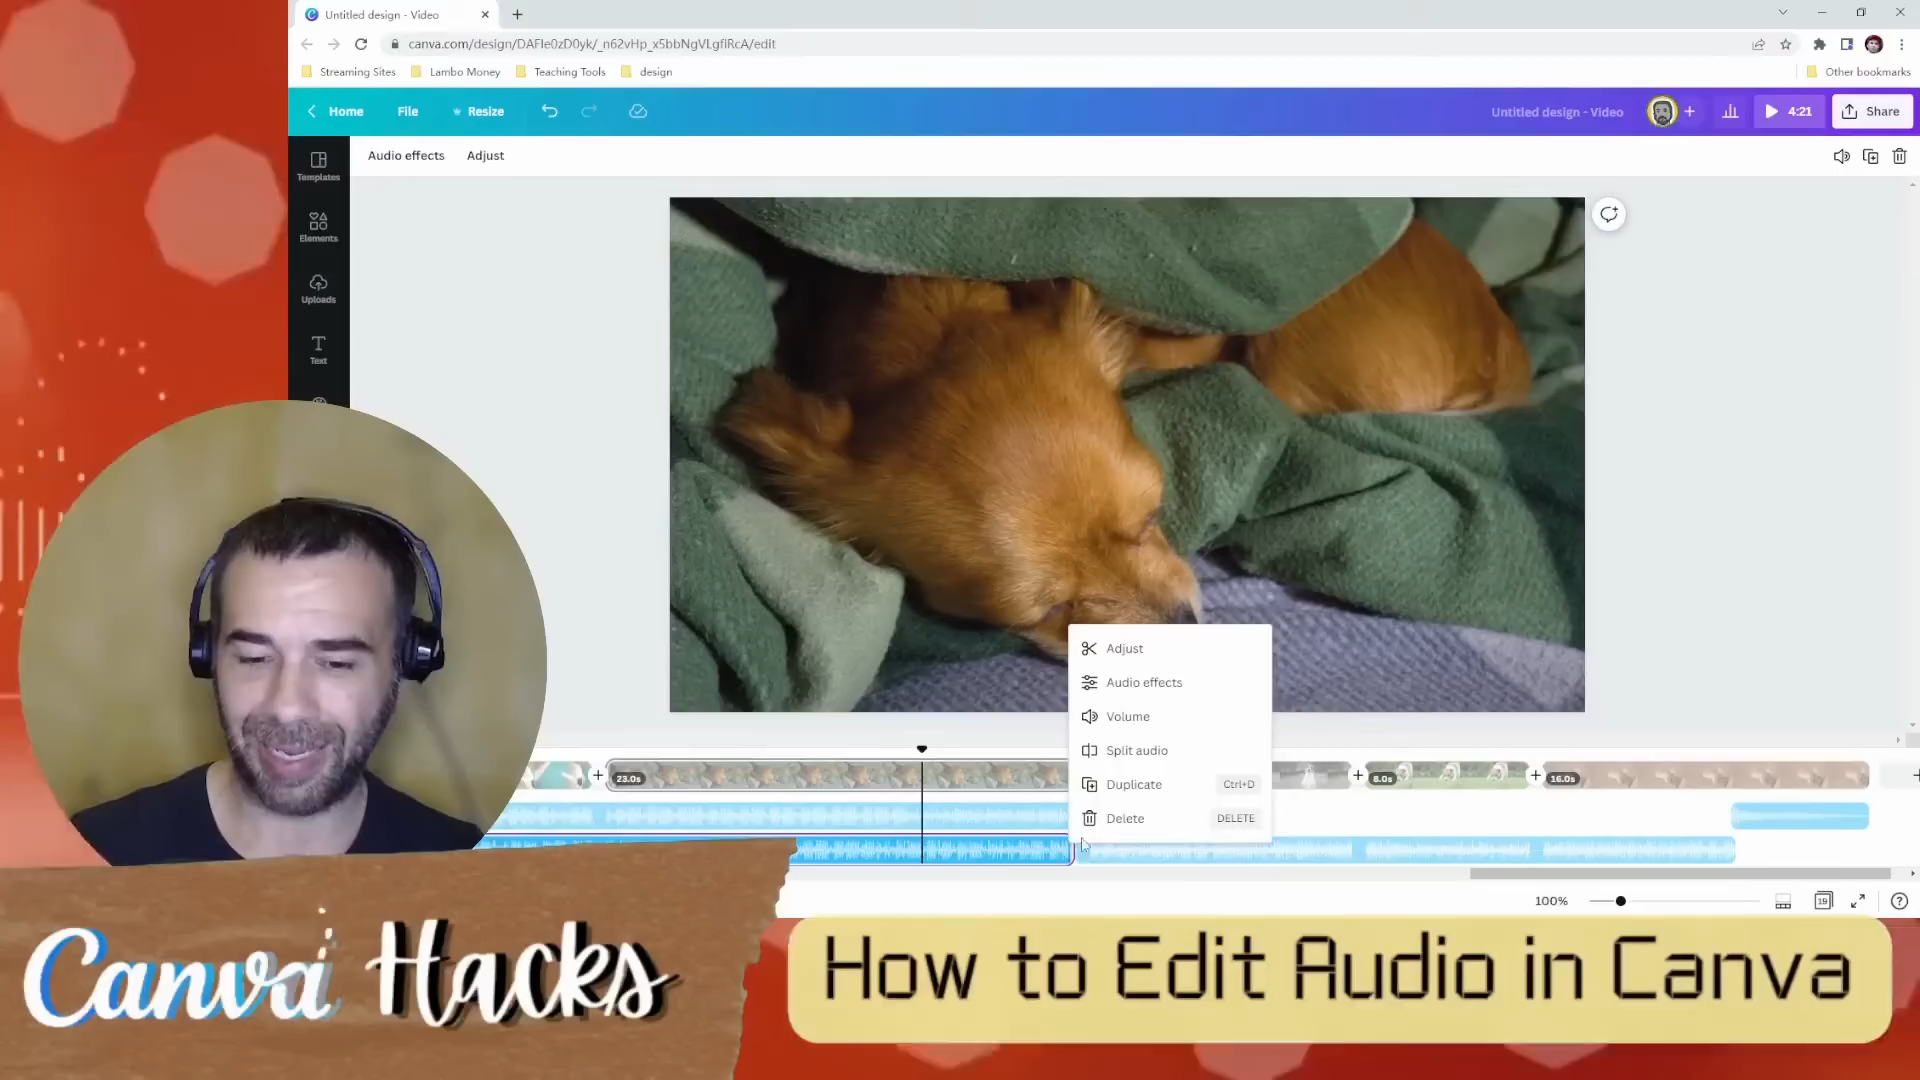 Untitled design - Video
canva.com/design/DAFIe0zD0yk/_n62vHp_x5bbNgVLgfiRcA/edit
Streaming Sites
Lambo Money
Teaching Tools
design
Other bookmarks
Home
File
Resize
Untitled design - Video
4:21
Share
Templates
Audio effects
Adjust
Elements
Uploads
Text
Adjust
Audio effects
Volume
Split audio
Duplicate Ctrl+D
Delete DELETE
23.0s
8.0s
16.0s
100%
19
Canva Hacks
How to Edit Audio in Canva